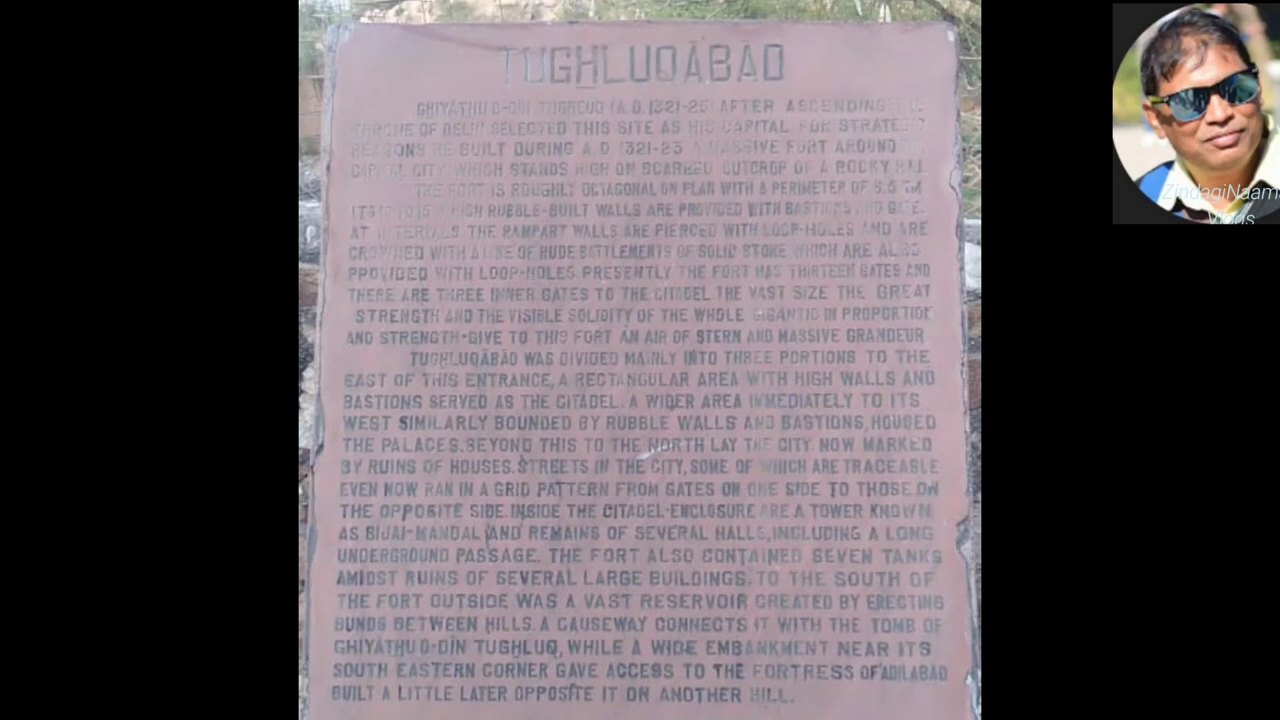 TUGHLUQĀBĀD
GHIYĀTHU'D-DĪN TUGHLUQ (A.D. 1321-25) AFTER ASCENDING
THRONE OF DELHI SELECTED THIS SITE AS HIS CAPITAL FOR STRATEGIC
REASONS HE BUILT DURING A.D 1321-23 A MASSIVE FORT AROUND
CAPITAL CITY WHICH STANDS HIGH ON SCARRED OUTCROP OF A ROCKY HILL
THE FORT IS ROUGHLY OCTAGONAL ON PLAN WITH A PERIMETER OF 6.5 KM
HIGH RUBBLE-BUILT WALLS ARE PROVIDED WITH BASTIONS AND GATES
AT INTERVALS. THE RAMPART WALLS ARE PIERCED WITH LOOP-HOLES AND ARE
CROWNED WITH A LINE OF RUDE BATTLEMENTS OF SOLID STONE WHICH ARE ALSO
PROVIDED WITH LOOP-HOLES. PRESENTLY THE FORT HAS THIRTEEN GATES AND
THERE ARE THREE INNER GATES TO THE CITADEL THE VAST SIZE THE GREAT
STRENGTH AND THE VISIBLE SOLIDITY OF THE WHOLE GIGANTIC IN PROPORTION
AND STRENGTH-GIVE TO THIS FORT AN AIR OF STERN AND MASSIVE GRANDEUR
TUGHLUQĀBĀD WAS DIVIDED MAINLY INTO THREE PORTIONS TO THE
EAST OF THIS ENTRANCE, A RECTANGULAR AREA WITH HIGH WALLS AND
BASTIONS SERVED AS THE CITADEL. A WIDER AREA IMMEDIATELY TO ITS
WEST SIMILARLY BOUNDED BY RUBBLE WALLS AND BASTIONS, HOUSED
THE PALACES. BEYOND THIS TO THE NORTH LAY THE CITY NOW MARKED
BY RUINS OF HOUSES. STREETS IN THE CITY, SOME OF WHICH ARE TRACEABLE
EVEN NOW RAN IN A GRID PATTERN FROM GATES ON ONE SIDE TO THOSE ON
THE OPPOSITE SIDE. INSIDE THE CITADEL-ENCLOSURE ARE A TOWER KNOWN
AS BIJAI-MANDAL AND REMAINS OF SEVERAL HALLS, INCLUDING A LONG
UNDERGROUND PASSAGE. THE FORT ALSO CONTAINED SEVEN TANKS
AMIDST RUINS OF SEVERAL LARGE BUILDINGS. TO THE SOUTH OF
THE FORT OUTSIDE WAS A VAST RESERVOIR CREATED BY ERECTING
BUNDS BETWEEN HILLS. A CAUSEWAY CONNECTS IT WITH THE TOMB OF
GHIYĀTHU'D-DĪN TUGHLUQ, WHILE A WIDE EMBANKMENT NEAR ITS
SOUTH EASTERN CORNER GAVE ACCESS TO THE FORTRESS OF'ADILABAD
BUILT A LITTLE LATER OPPOSITE IT ON ANOTHER HILL.
ZindagiNaam
Vlogs